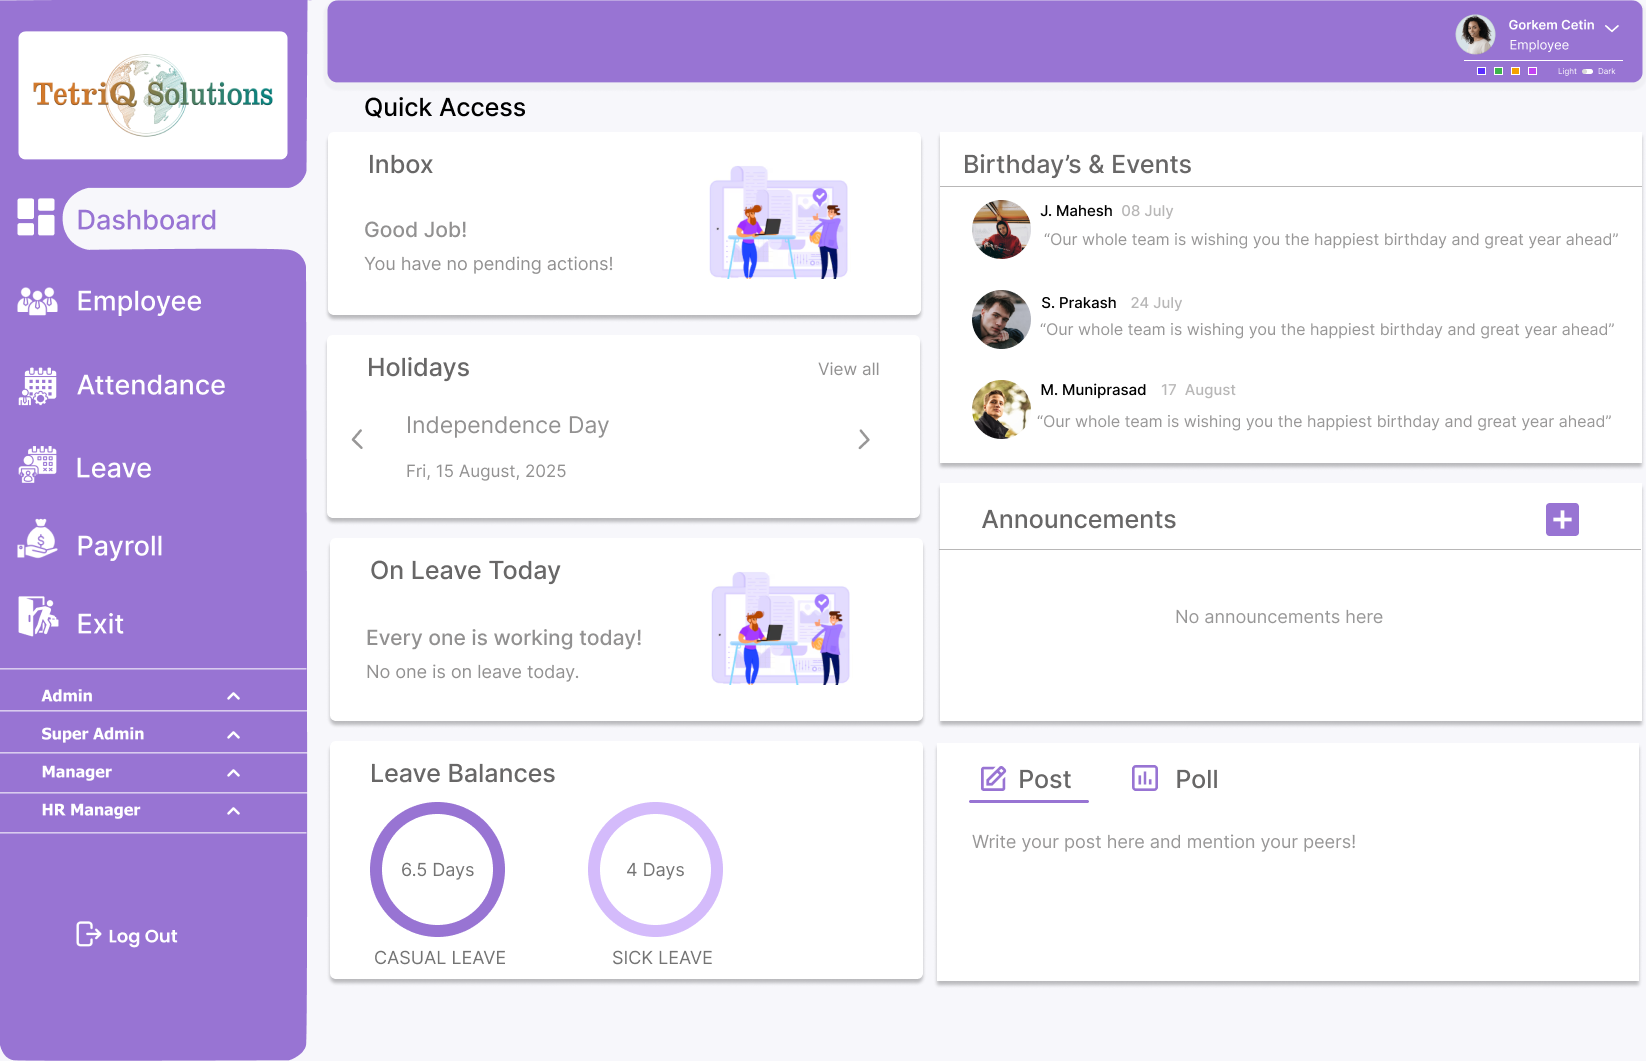 TetriQ Solutions
Dashboard
Employee
Attendance
Leave
Payroll
Exit
Admin
Super Admin
Manager
HR Manager
Log Out
Gorkem Cetin
Employee
Light Dark
Quick Access
Inbox
Good Job!
You have no pending actions!
Holidays
View all
Independence Day
Fri, 15 August, 2025
On Leave Today
Every one is working today!
No one is on leave today.
Leave Balances
6.5 Days
4 Days
CASUAL LEAVE
SICK LEAVE
Birthday’s & Events
J. Mahesh 08 July
“Our whole team is wishing you the happiest birthday and great year ahead”
S. Prakash 24 July
“Our whole team is wishing you the happiest birthday and great year ahead”
M. Muniprasad 17 August
“Our whole team is wishing you the happiest birthday and great year ahead”
Announcements
No announcements here
Post
Poll
Write your post here and mention your peers!